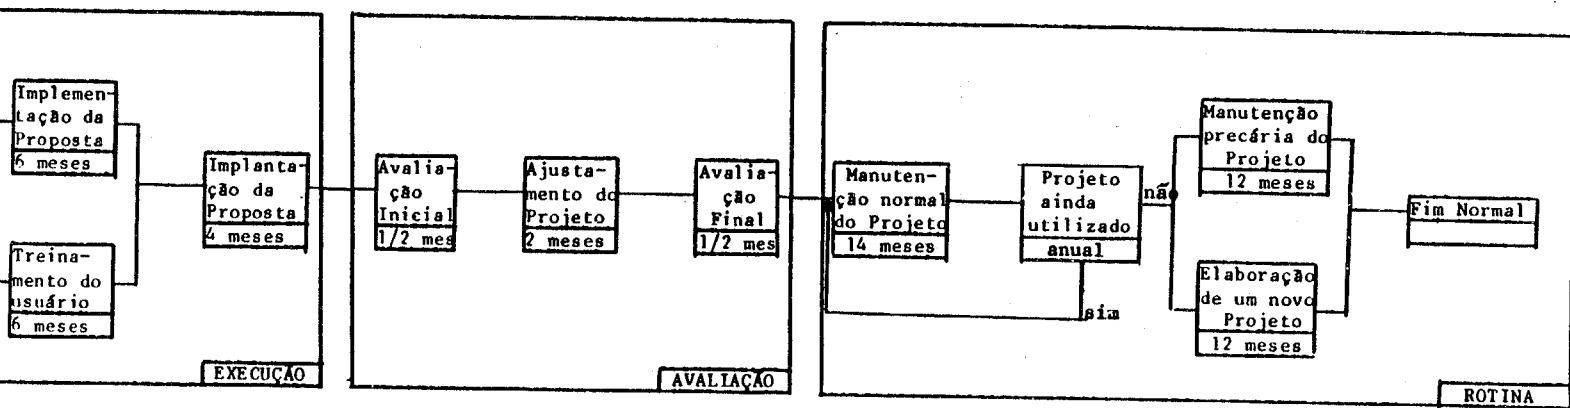 Implemen-
tação da
Proposta
6 meses
Treina-
mento do
usuário
6 meses
Implanta-
ção da
Proposta
4 meses
EXECUÇÃO
Avalia-
ção
Inicial
1/2 mes
Ajusta-
mento do
Projeto
2 meses
Avalia-
ção
Final
1/2 mes
AVALIAÇÃO
Manuten-
ção normal
do Projeto
14 meses
Projeto
ainda
utilizado
anual
não
sim
Manutenção
precária do
Projeto
12 meses
Elaboração
de um novo
Projeto
12 meses
Fim Normal
ROTINA